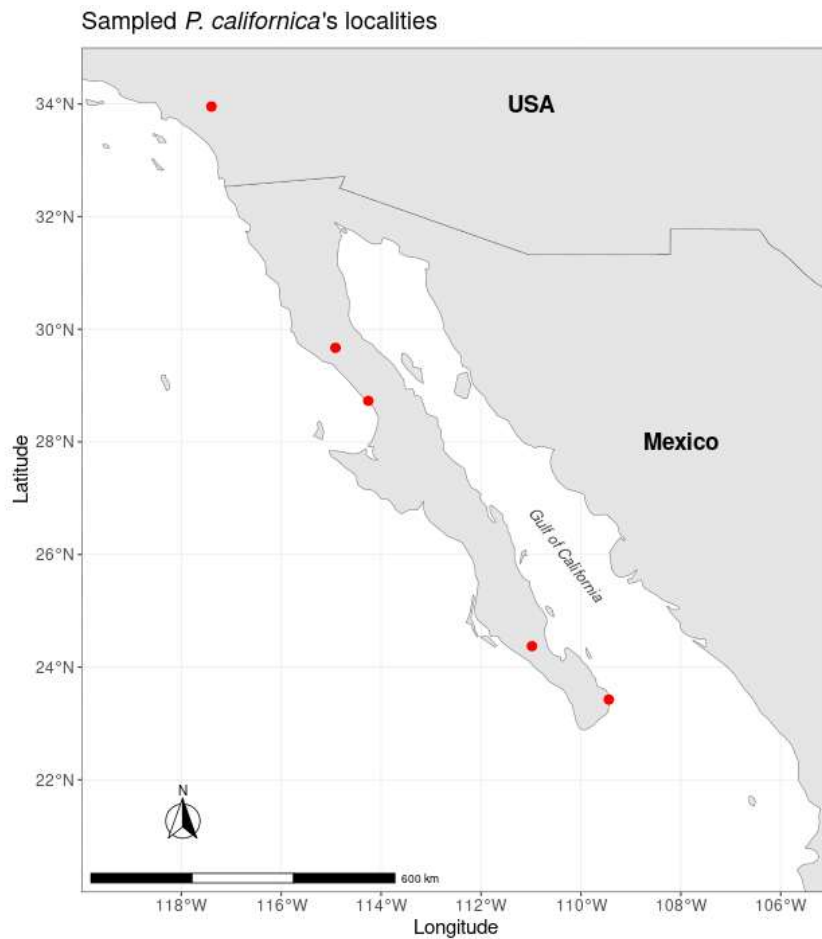 Sampled P. californica's localities
34°N
USA
32°N
30°N
Mexico
28°N
Latitude
Gulf of California
26°N
24°N
22°N
N
600 km
118°W 116°W 114°W 112°W 110°W 108°W 106°W
Longitude